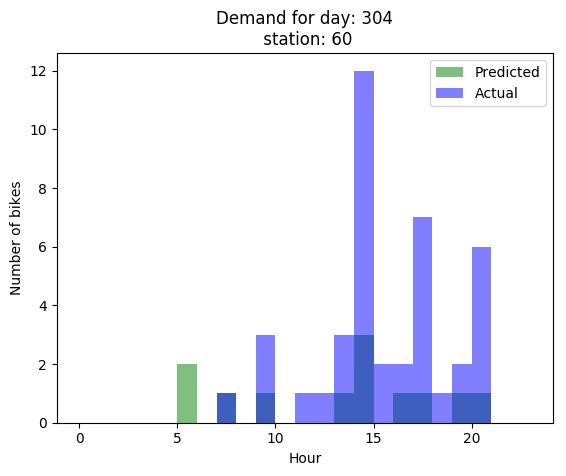 Demand for day: 304
station: 60
Predicted
Actual
Number of bikes
12
10
8
6
4
2
0
0 5 10 15 20
Hour